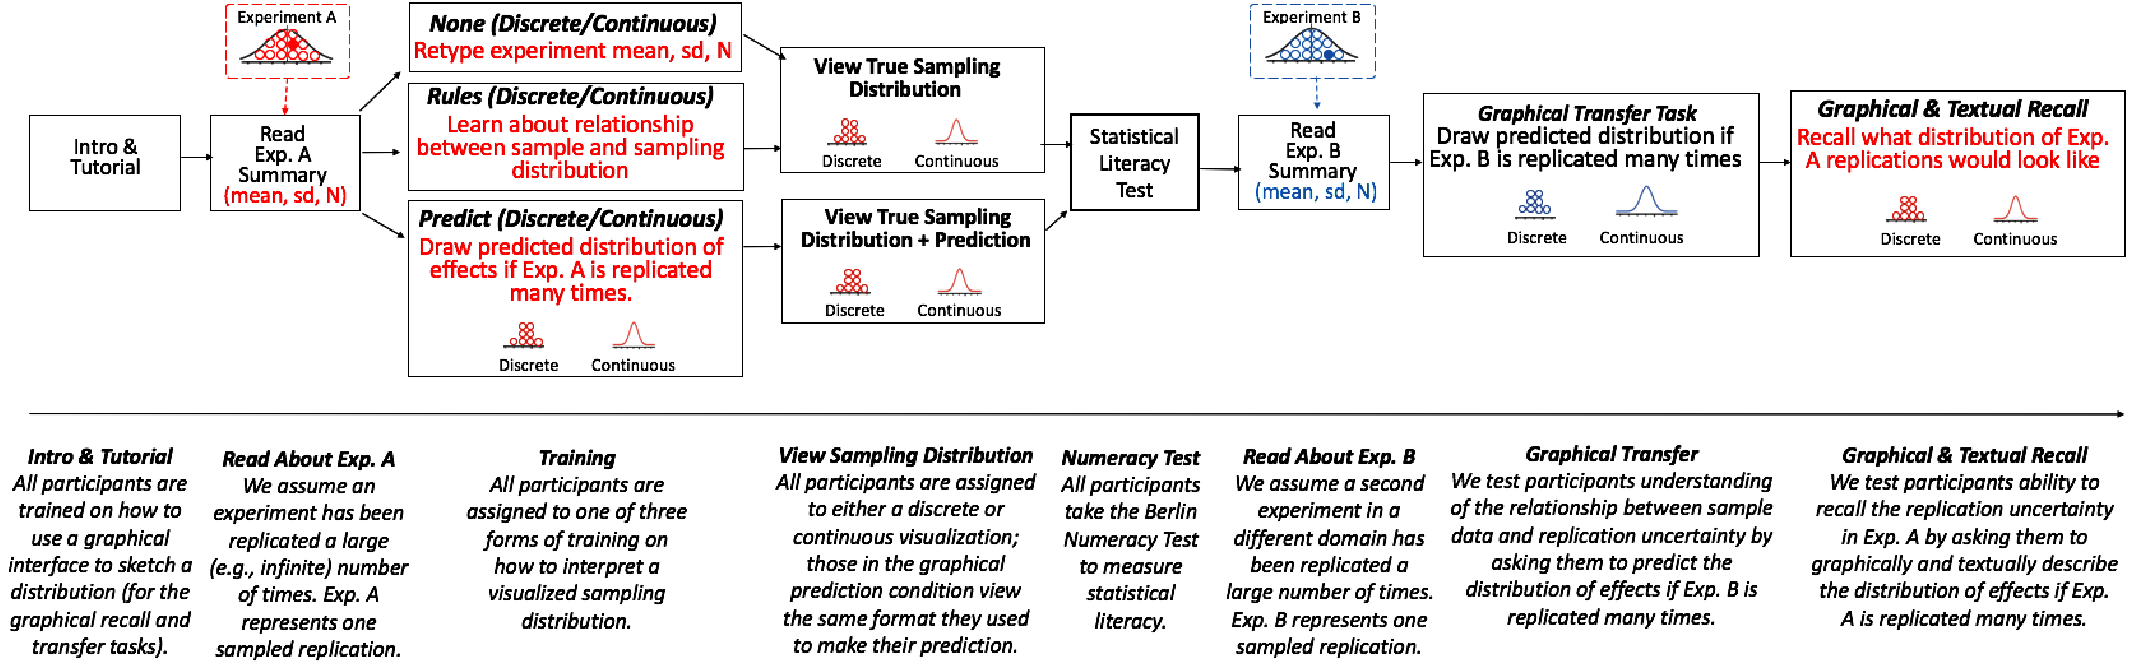 Experiment A
Intro &
Tutorial
Read
Exp. A
Summary
(mean, sd, N)
None (Discrete/Continuous)
Retype experiment mean, sd, N
Rules (Discrete/Continuous)
Learn about relationship
between sample and sampling
distribution
Predict (Discrete/Continuous)
Draw predicted distribution of
effects if Exp. A is replicated
many times.
Discrete
Continuous
View True Sampling
Distribution
Discrete
Continuous
View True Sampling
Distribution + Prediction
Discrete
Continuous
Statistical
Literacy
Test
Experiment B
Read
Exp. B
Summary
(mean, sd, N)
Graphical Transfer Task
Draw predicted distribution if
Exp. B is replicated many times
Discrete
Continuous
Graphical & Textual Recall
Recall what distribution of Exp.
A replications would look like
Discrete
Continuous
Intro & Tutorial
All participants are
trained on how to
use a graphical
interface to sketch a
distribution (for the
graphical recall and
transfer tasks).
Read About Exp. A
We assume an
experiment has been
replicated a large
(e.g., infinite) number
of times. Exp. A
represents one
sampled replication.
Training
All participants are
assigned to one of three
forms of training on
how to interpret a
visualized sampling
distribution.
View Sampling Distribution
All participants are assigned
to either a discrete or
continuous visualization;
those in the graphical
prediction condition view
the same format they used
to make their prediction.
Numeracy Test
All participants
take the Berlin
Numeracy Test
to measure
statistical
literacy.
Read About Exp. B
We assume a second
experiment in a
different domain has
been replicated a
large number of times.
Exp. B represents one
sampled replication.
Graphical Transfer
We test participants understanding
of the relationship between sample
data and replication uncertainty by
asking them to predict the
distribution of effects if Exp. B is
replicated many times.
Graphical & Textual Recall
We test participants ability to
recall the replication uncertainty
in Exp. A by asking them to
graphically and textually describe
the distribution of effects if Exp.
A is replicated many times.